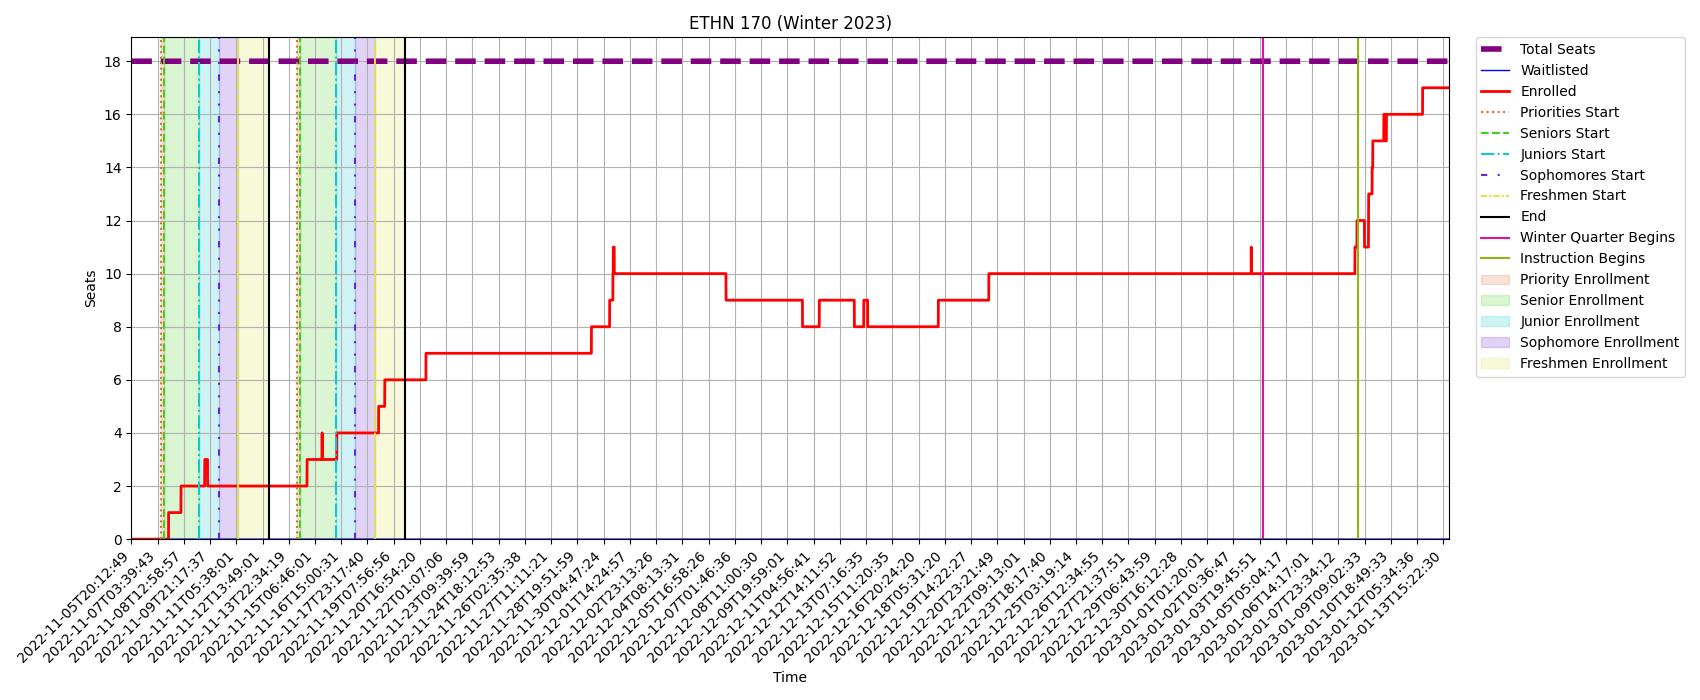 ETHN 170 (Winter 2023)
Seats
18
16
14
12
10
8
6
4
2
0
2022-11-05T20:12:49
2022-11-07T03:39:43
2022-11-08T12:58:57
2022-11-09T21:17:37
2022-11-11T05:38:01
2022-11-12T13:49:01
2022-11-13T22:34:19
2022-11-15T06:46:01
2022-11-16T15:00:31
2022-11-17T23:17:40
2022-11-19T07:56:56
2022-11-20T16:54:20
2022-11-22T01:07:06
2022-11-23T09:39:59
2022-11-24T18:12:53
2022-11-26T02:35:38
2022-11-27T11:11:21
2022-11-28T19:51:59
2022-11-30T04:47:24
2022-12-01T14:24:57
2022-12-02T23:13:26
2022-12-04T08:13:31
2022-12-05T16:58:26
2022-12-07T01:46:36
2022-12-08T11:00:30
2022-12-09T19:59:01
2022-12-11T04:56:41
2022-12-12T14:11:52
2022-12-13T07:16:35
2022-12-15T11:20:35
2022-12-16T20:24:20
2022-12-18T05:31:20
2022-12-19T14:22:27
2022-12-20T23:21:49
2022-12-22T09:13:01
2022-12-23T18:17:40
2022-12-25T03:19:14
2022-12-26T12:34:55
2022-12-27T21:37:51
2022-12-29T06:43:59
2022-12-30T16:12:28
2023-01-01T01:20:01
2023-01-02T10:36:47
2023-01-03T19:45:51
2023-01-05T05:04:17
2023-01-06T14:17:01
2023-01-07T23:34:12
2023-01-09T09:02:33
2023-01-10T18:49:33
2023-01-12T05:34:36
2023-01-13T15:22:30
Time
Total Seats
Waitlisted
Enrolled
Priorities Start
Seniors Start
Juniors Start
Sophomores Start
Freshmen Start
End
Winter Quarter Begins
Instruction Begins
Priority Enrollment
Senior Enrollment
Junior Enrollment
Sophomore Enrollment
Freshmen Enrollment